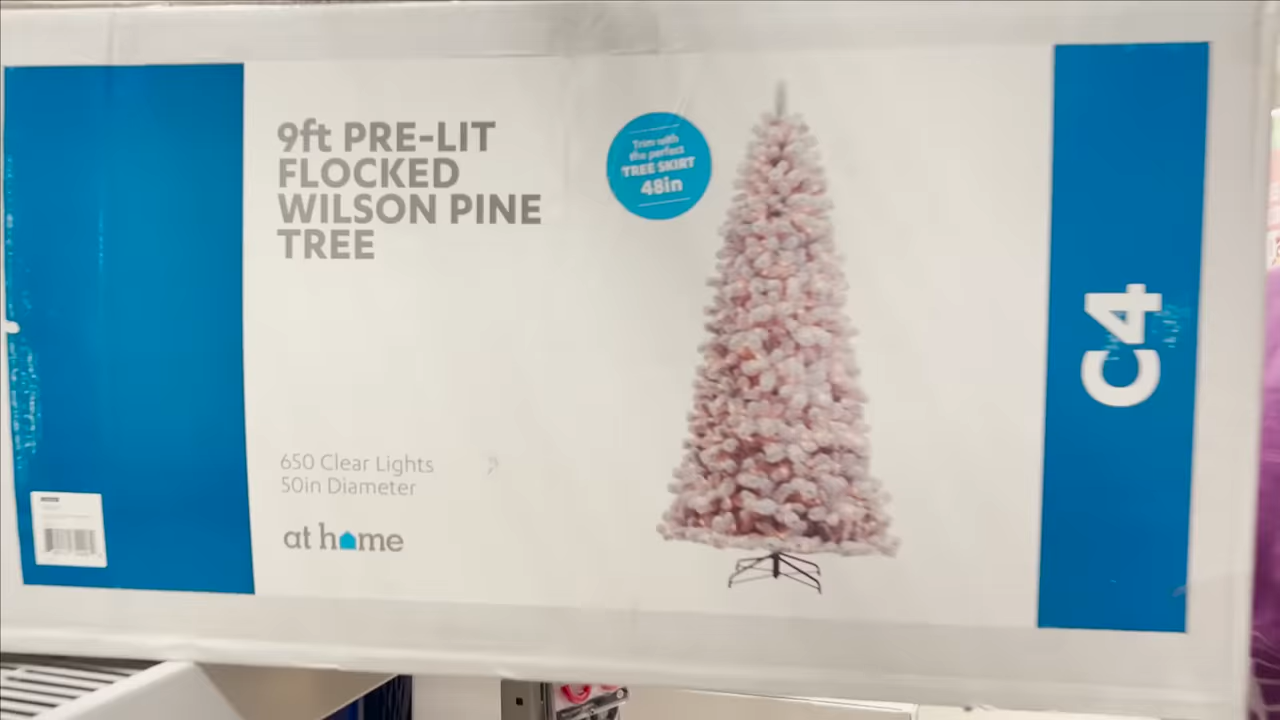 9ft PRE-LIT
FLOCKED
WILSON PINE
TREE
Trim with
the perfect
TREE SKIRT
48in
650 Clear Lights
50in Diameter
at home
C4